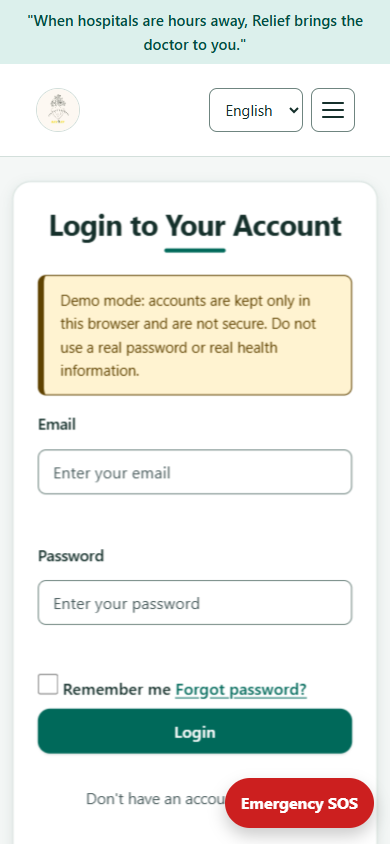 "When hospitals are hours away, Relief brings the
doctor to you."
English
Login to Your Account
Demo mode: accounts are kept only in
this browser and are not secure. Do not
use a real password or real health
information.
Email
Enter your email
Password
Enter your password
Remember me Forgot password?
Login
Don't have an
Emergency SOS